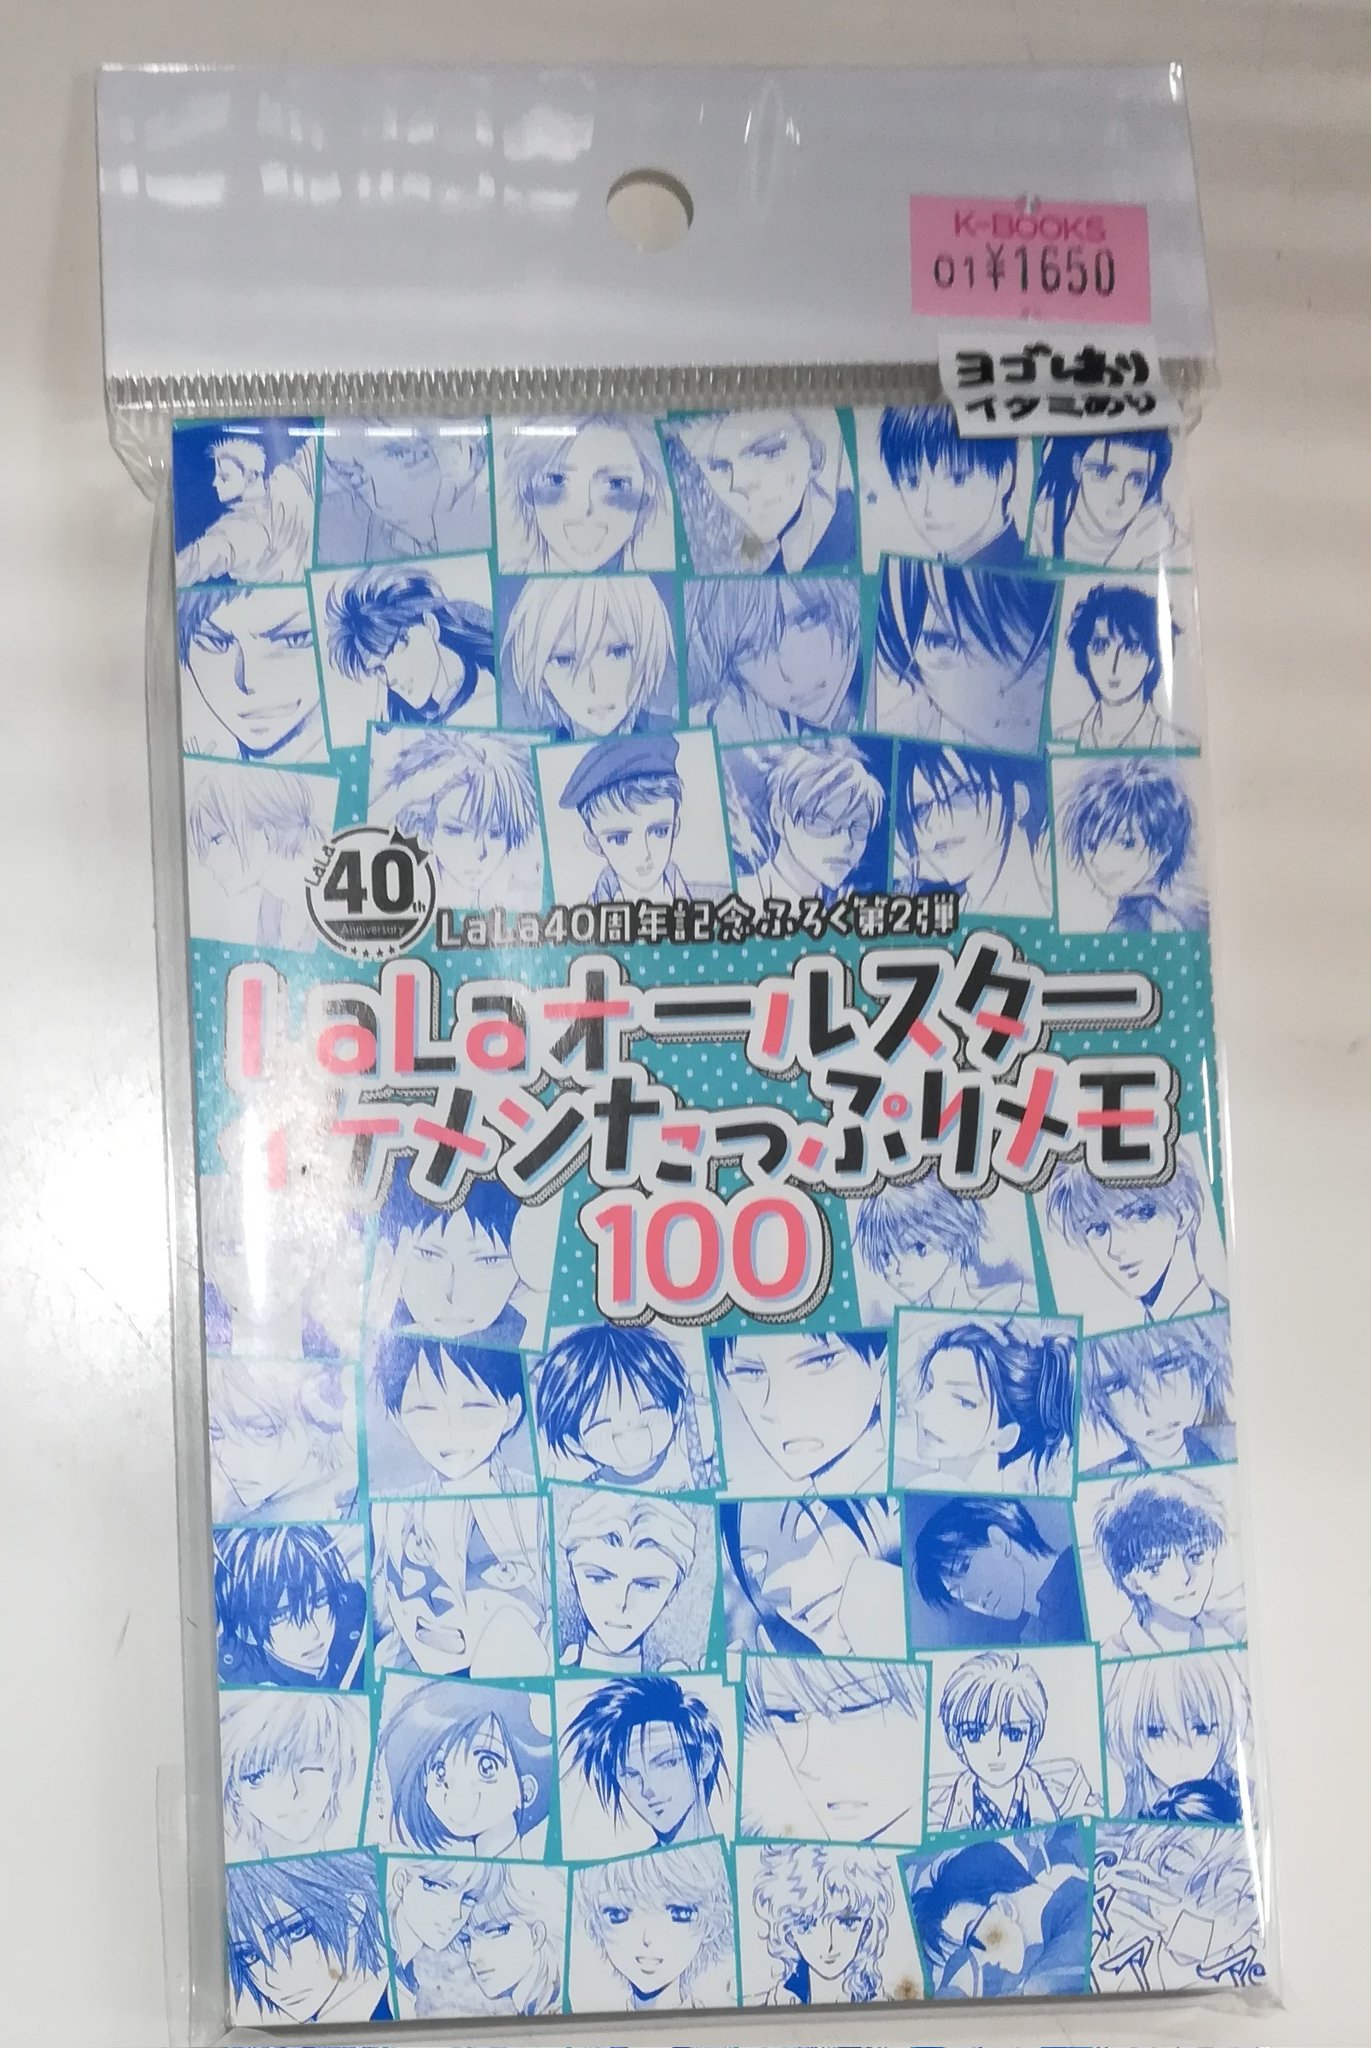 K-BOOKS
01¥1650
ヨゴレあり
イタミあり
LaLa
40th
Anniversary
LaLa40周年記念ふろく第2弾
LaLaオールスター
イケメンたっぷりメモ
100